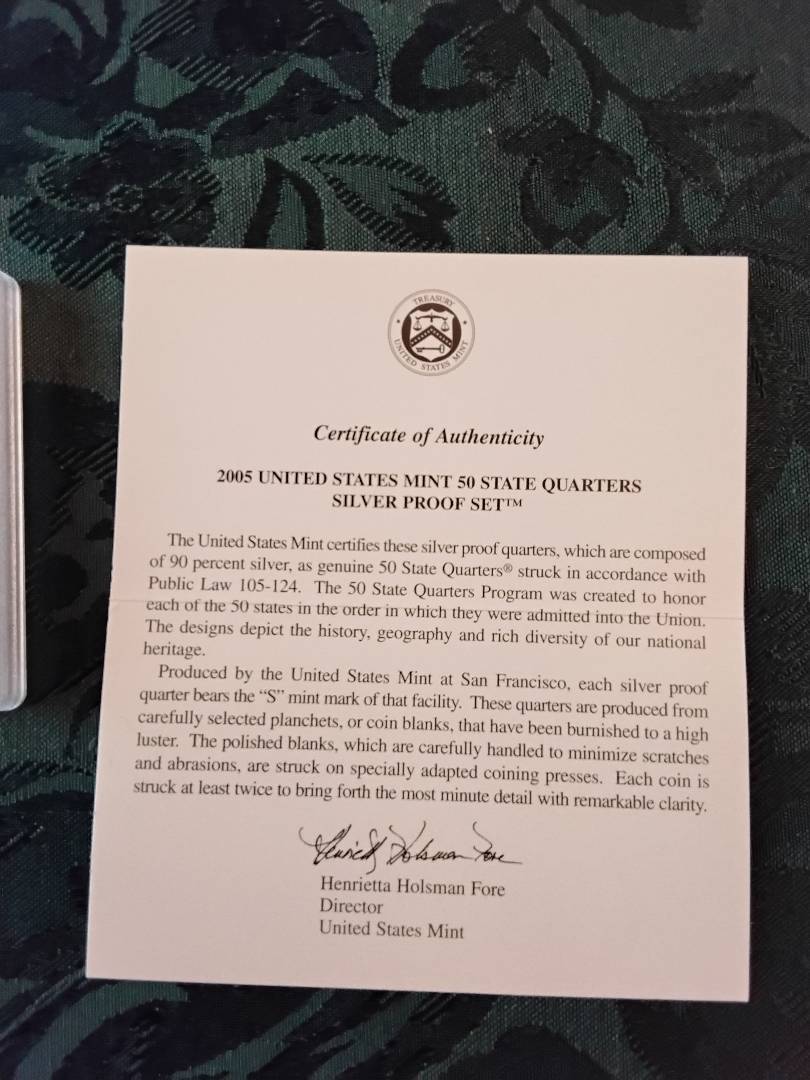 TREASURY
UNITED STATES MINT
Certificate of Authenticity
2005 UNITED STATES MINT 50 STATE QUARTERS
SILVER PROOF SET™
The United States Mint certifies these silver proof quarters, which are composed
of 90 percent silver, as genuine 50 State Quarters® struck in accordance with
Public Law 105-124. The 50 State Quarters Program was created to honor
each of the 50 states in the order in which they were admitted into the Union.
The designs depict the history, geography and rich diversity of our national
heritage.
Produced by the United States Mint at San Francisco, each silver proof
quarter bears the “S” mint mark of that facility. These quarters are produced from
carefully selected planchets, or coin blanks, that have been burnished to a high
luster. The polished blanks, which are carefully handled to minimize scratches
and abrasions, are struck on specially adapted coining presses. Each coin is
struck at least twice to bring forth the most minute detail with remarkable clarity.
Henrietta Holsman Fore
Henrietta Holsman Fore
Director
United States Mint